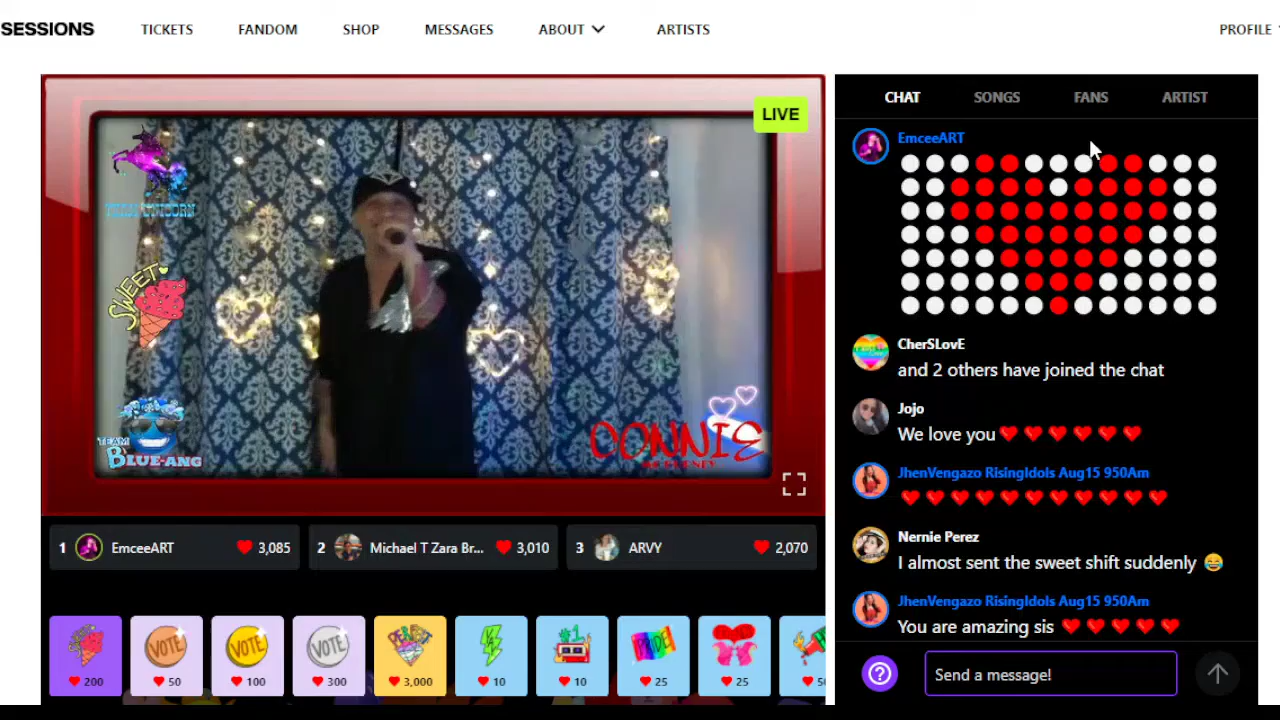 SESSIONS
TICKETS
FANDOM
SHOP
MESSAGES
ABOUT
ARTISTS
PROFILE
LIVE
SWEET
TEAM
BLUE-ANG
DONNIE
1 EmceeART 3,085
2 Michael T Zara Br... 3,010
3 ARVY 2,070
VOTE
VOTE
VOTE
PERFECT
#1
PRIDE
200
50
100
300
3,000
10
10
25
25
CHAT
SONGS
FANS
ARTIST
EmceeART
CherSLovE
and 2 others have joined the chat
Jojo
We love you
JhenVengazo RisingIdols Aug15 950Am
Nernie Perez
I almost sent the sweet shift suddenly 😂
JhenVengazo RisingIdols Aug15 950Am
You are amazing sis
Send a message!